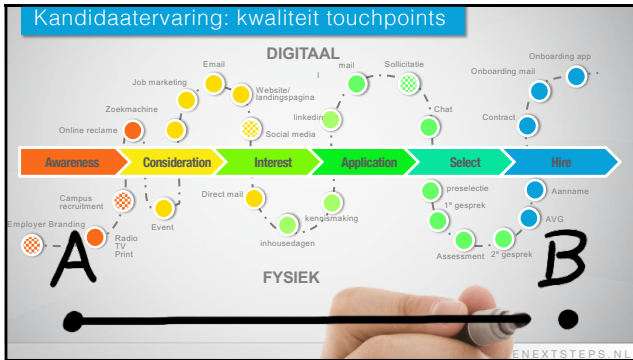 Kandidaatervaring: kwaliteit touchpoints
DIGITAAL
Email
mail
l
Sollicitatie
Onboarding app
Job marketing
Website/
landingspagina
Onboarding mail
Zoekmachine
linkedin
Chat
Contract
Online reclame
Social media
Awareness
Consideration
Interest
Application
Select
Hire
Campus
recruitment
Direct mail
kennismaking
preselectie
1e gesprek
Aanname
Employer Branding
Radio
TV
Print
Event
inhousedagen
Assessment
2e gesprek
AVG
A
B
FYSIEK
ENEXTSTEPS.NL